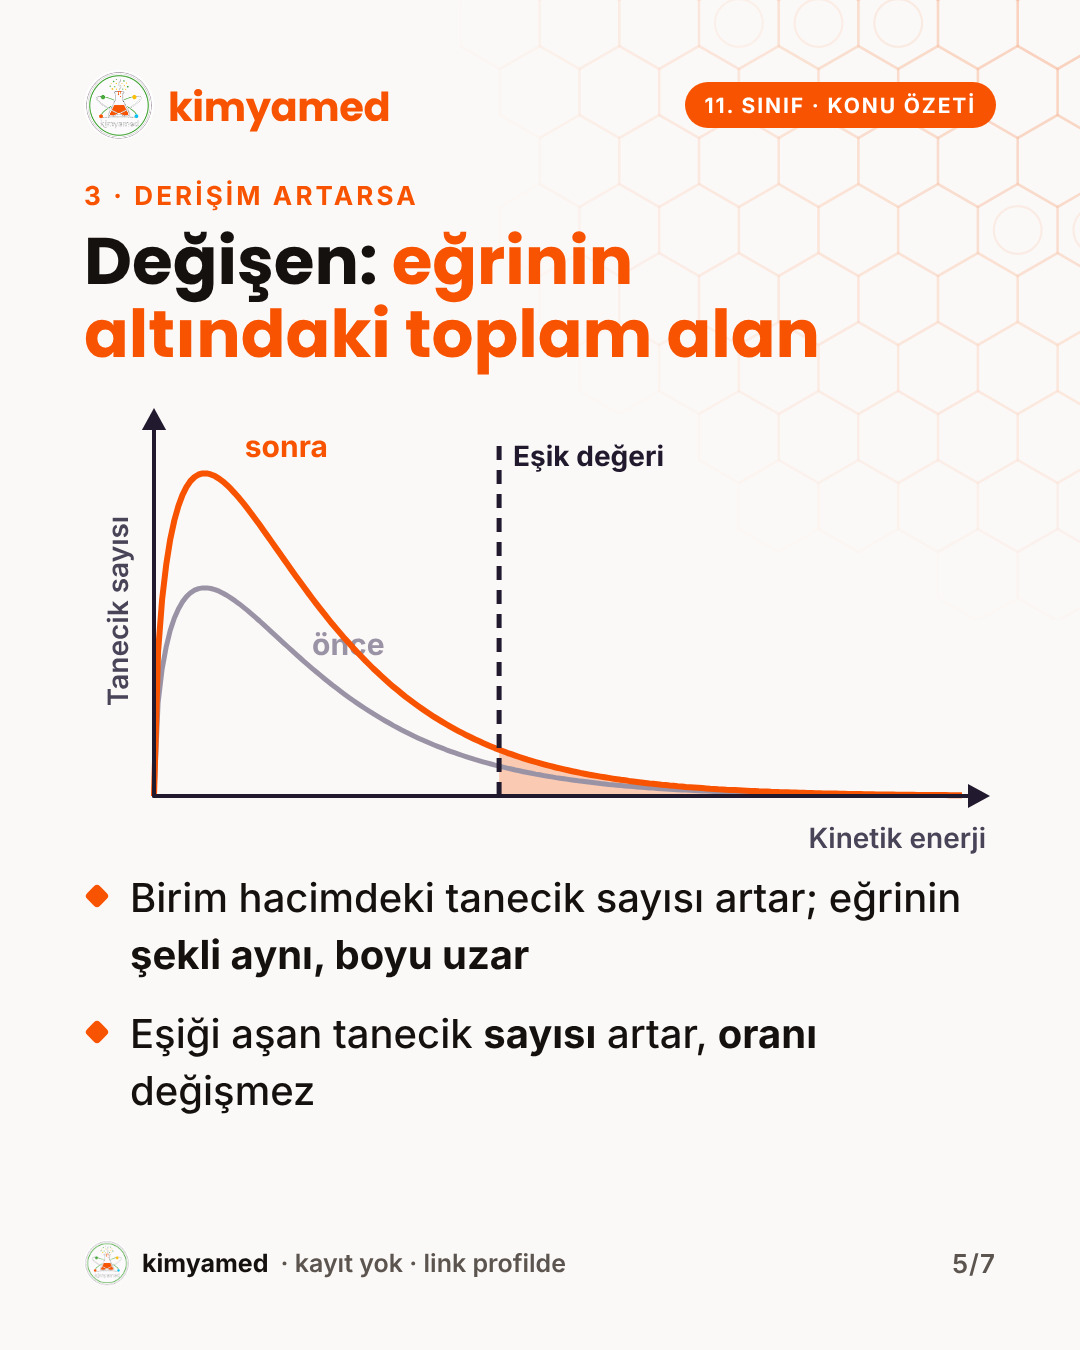 kimyamed
11. SINIF · KONU ÖZETİ
3 · DERİŞİM ARTARSA
Değişen: eğrinin
altındaki toplam alan
sonra
Eşik değeri
önce
Tanecik sayısı
Kinetik enerji
Birim hacimdeki tanecik sayısı artar; eğrinin
şekli aynı, boyu uzar
Eşiği aşan tanecik sayısı artar, oranı
değişmez
kimyamed · kayıt yok · link profilde
5/7